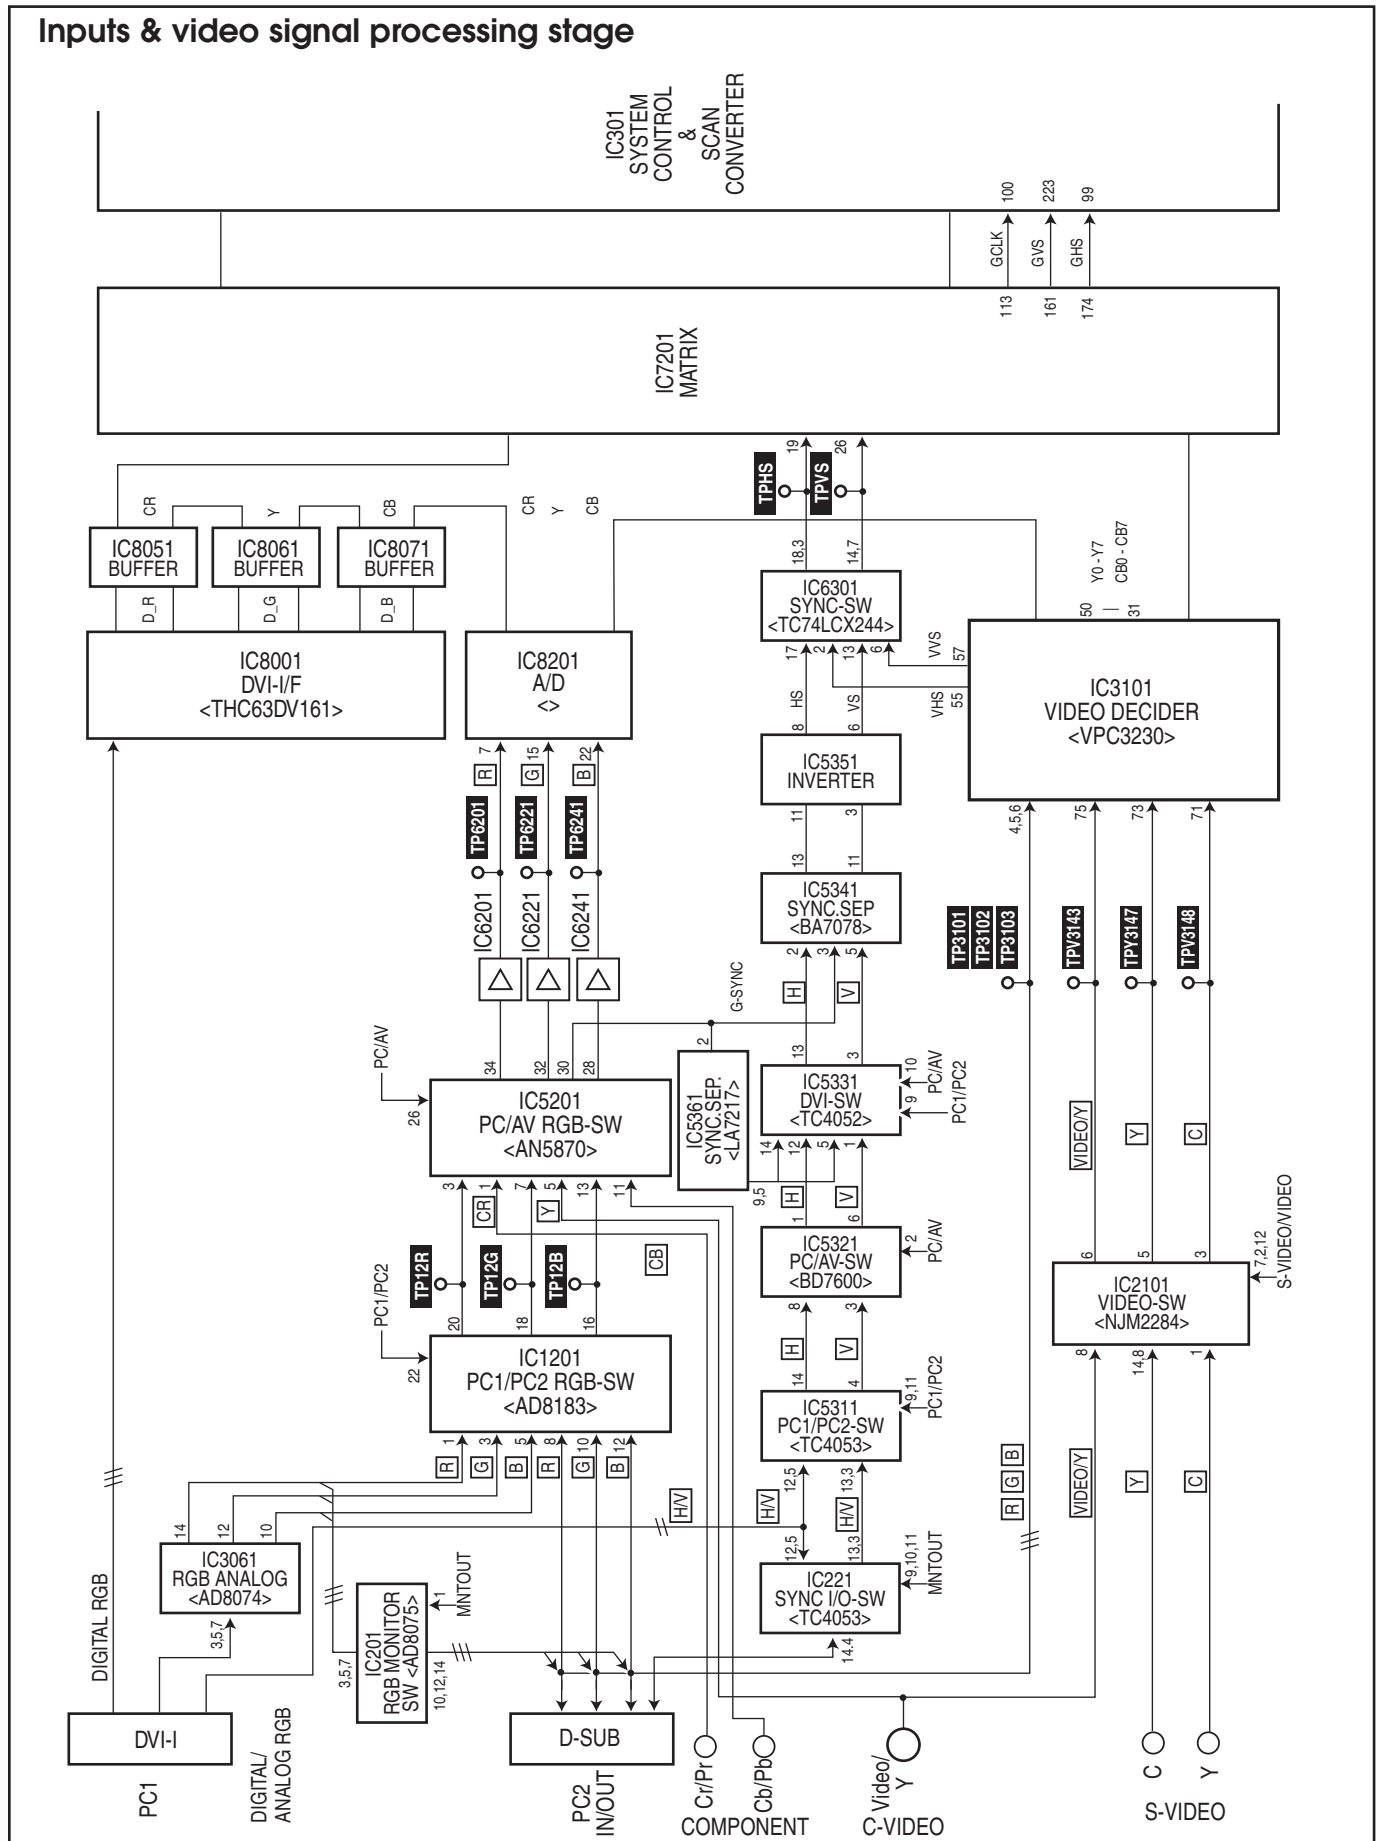 Inputs & video signal processing stage
IC301
SYSTEM
CONTROL
&
SCAN
CONVERTER
100
223
99
GCLK
GVS
GHS
113
161
174
IC7201
MATRIX
19
26
TPHS
TPVS
CR
Y
CB
CR
Y
CB
IC8051
BUFFER
IC8061
BUFFER
IC8071
BUFFER
D_R
D_G
D_B
18,3
14,7
IC6301
SYNC-SW
<TC74LCX244>
17
2
13
6
Y0 - Y7
CB0 - CB7
50
31
IC8001
DVI-I/F
<THC63DV161>
IC8201
A/D
<>
VVS
57
VHS
55
IC3101
VIDEO DECIDER
<VPC3230>
HS
VS
8
6
IC5351
INVERTER
11
3
R
7
G
15
B
22
TP6201
TP6221
TP6241
4,5,6
75
73
71
13
11
IC5341
SYNC.SEP
<BA7078>
2
3
5
IC6201
IC6221
IC6241
TP3101
TP3102
TP3103
TPV3143
TPY3147
TPV3148
G-SYNC
H
V
PC/AV
26
34
32
30
28
IC5201
PC/AV RGB-SW
<AN5870>
2
IC5361
SYNC.SEP.
<LA7217>
13
3
IC5331
DVI-SW
<TC4052>
10
PC/AV
9
PC1/PC2
14
12
5
1
9,5
3
1
7
5
13
11
CR
Y
CB
H
V
VIDEO/Y
Y
C
1
6
IC5321
PC/AV-SW
<BD7600>
2
PC/AV
8
3
TP12R
TP12G
TP12B
6
5
3
IC2101
VIDEO-SW
<NJM2284>
7,2,12
S-VIDEO/VIDEO
8
14,8
1
PC1/PC2
22
20
18
16
IC1201
PC1/PC2 RGB-SW
<AD8183>
H
V
14
4
IC5311
PC1/PC2-SW
<TC4053>
9,11
PC1/PC2
1
3
5
8
10
12
R
G
B
R
G
B
12,5
13,3
H/V
H/V
H/V
R G B
VIDEO/Y
Y
C
14
12
10
IC3061
RGB ANALOG
<AD8074>
3,5,7
12,5
13,3
IC221
SYNC I/O-SW
<TC4053>
9,10,11
MNTOUT
14.4
DIGITAL RGB
3,5,7
IC201
RGB MONITOR
SW <AD8075>
10,12,14
1
MNTOUT
DVI-I
PC1
DIGITAL/
ANALOG RGB
D-SUB
PC2
IN/OUT
Cr/Pr
Cb/Pb
COMPONENT
Video/
Y
C-VIDEO
C
Y
S-VIDEO